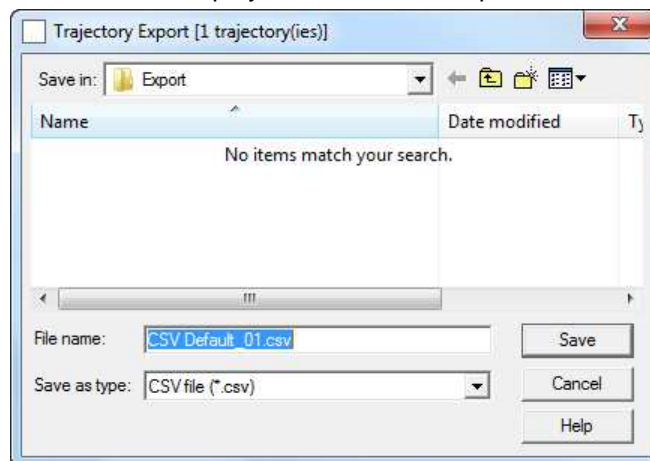 Trajectory Export [1 trajectory(ies)]
Save in: Export
Name Date modified
No items match your search.
File name: CSV Default_01.csv Save
Save as type: CSV file (*.csv) Cancel
Help